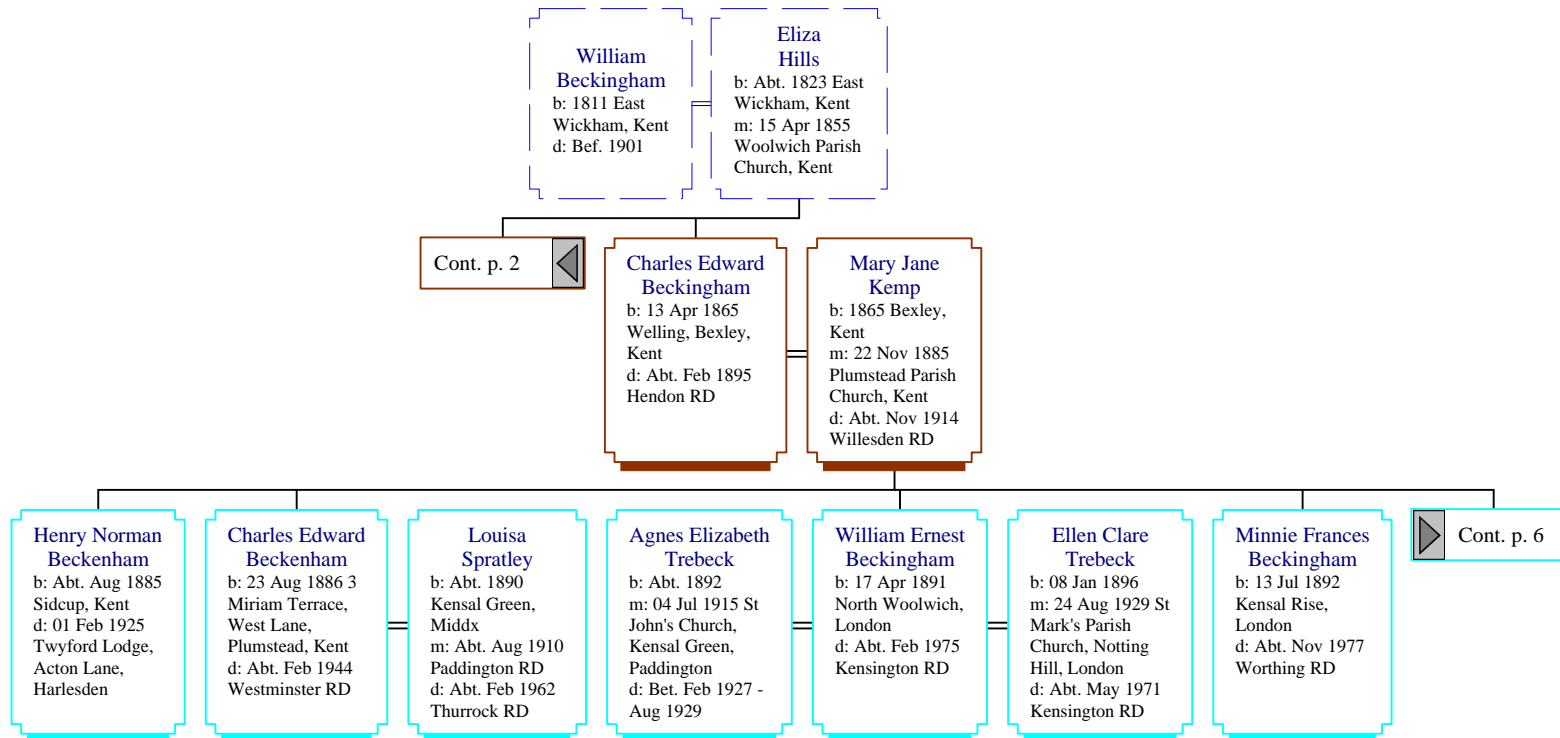 William
Beckingham
b: 1811 East
Wickham, Kent
d: Bef. 1901
Eliza
Hills
b: Abt. 1823 East
Wickham, Kent
m: 15 Apr 1855
Woolwich Parish
Church, Kent
Cont. p. 2
Charles Edward
Beckingham
b: 13 Apr 1865
Welling, Bexley,
Kent
d: Abt. Feb 1895
Hendon RD
Mary Jane
Kemp
b: 1865 Bexley,
Kent
m: 22 Nov 1885
Plumstead Parish
Church, Kent
d: Abt. Nov 1914
Willesden RD
Henry Norman
Beckenham
b: Abt. Aug 1885
Sidcup, Kent
d: 01 Feb 1925
Twyford Lodge,
Acton Lane,
Harlesden
Charles Edward
Beckenham
b: 23 Aug 1886 3
Miriam Terrace,
West Lane,
Plumstead, Kent
d: Abt. Feb 1944
Westminster RD
Louisa
Spratley
b: Abt. 1890
Kensal Green,
Middx
m: Abt. Aug 1910
Paddington RD
d: Abt. Feb 1962
Thurrock RD
Agnes Elizabeth
Trebeck
b: Abt. 1892
m: 04 Jul 1915 St
John's Church,
Kensal Green,
Paddington
d: Bet. Feb 1927 -
Aug 1929
William Ernest
Beckingham
b: 17 Apr 1891
North Woolwich,
London
d: Abt. Feb 1975
Kensington RD
Ellen Clare
Trebeck
b: 08 Jan 1896
m: 24 Aug 1929 St
Mark's Parish
Church, Notting
Hill, London
d: Abt. May 1971
Kensington RD
Minnie Frances
Beckingham
b: 13 Jul 1892
Kensal Rise,
London
d: Abt. Nov 1977
Worthing RD
Cont. p. 6